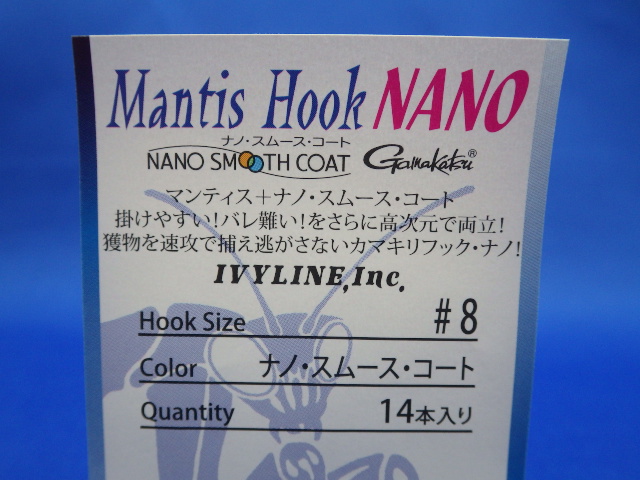 Mantis Hook NANO
ナノ・スムース・コート
NANO SMOOTH COAT Gamakatsu®
マンティス＋ナノ・スムース・コート
掛けやすい！バレ難い！をさらに高次元で両立！
獲物を速攻で捕え逃がさないカマキリフック・ナノ！
IVYLINE,Inc.
Hook Size #8
Color ナノ・スムース・コート
Quantity 14本入り